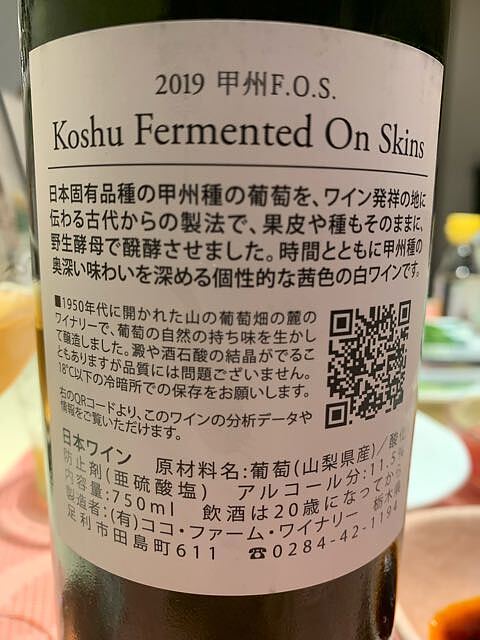 2019 甲州F.O.S.
Koshu Fermented On Skins
日本固有品種の甲州種の葡萄を、ワイン発祥の地に
伝わる古代からの製法で、果皮や種もそのままに、
野生酵母で醗酵させました。時間とともに甲州種の
奥深い味わいを深める個性的な茜色の白ワインです。
■1950年代に開かれた山の葡萄畑の麓の
ワイナリーで、葡萄の自然の持ち味を生かし
て醸造しました。澱や酒石酸の結晶がでるこ
ともありますが品質には問題ございません。
18℃以下の冷暗所での保存をお願いします。
右のQRコードより、このワインの分析データや
情報をご覧いただけます。
日本ワイン 原材料名:葡萄(山梨県産)／酸化
防止剤(亜硫酸塩) アルコール分:11.5%
内容量:750ml 飲酒は20歳になってから
製造者:(有)ココ・ファーム・ワイナリー 栃木県
足利市田島町611 ☎0284-42-1194